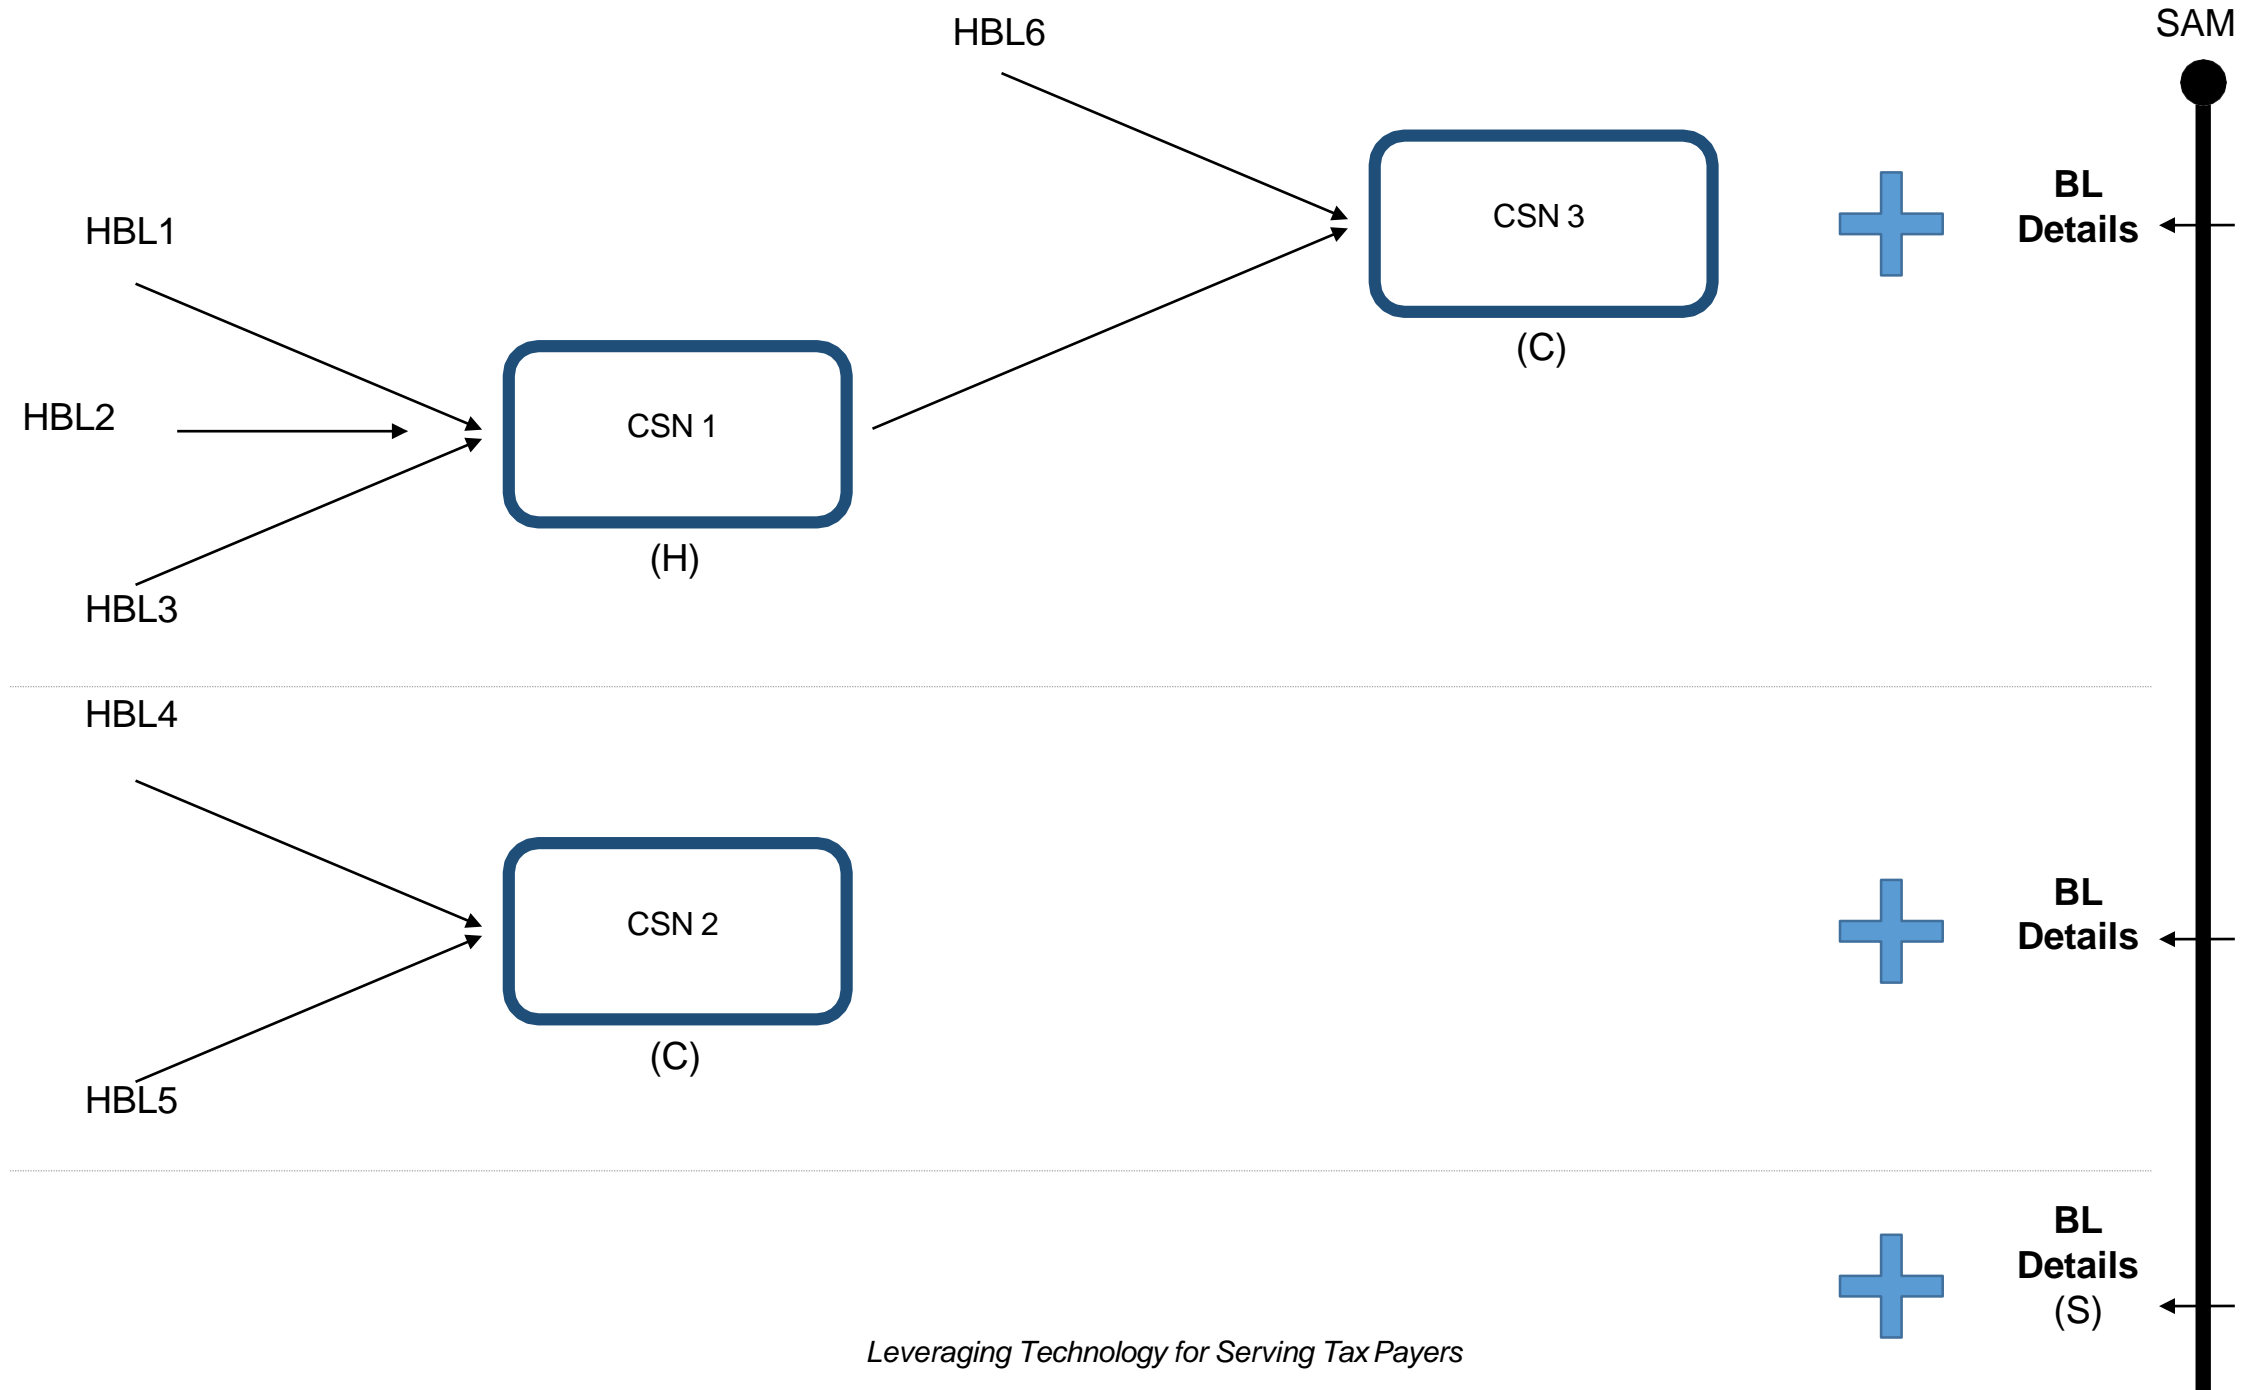 HBL6
SAM
BL
Details
CSN 3
HBL1
(C)
HBL2
CSN 1
(H)
HBL3
HBL4
BL
Details
CSN 2
(C)
HBL5
BL
Details
(S)
Leveraging Technology for Serving Tax Payers